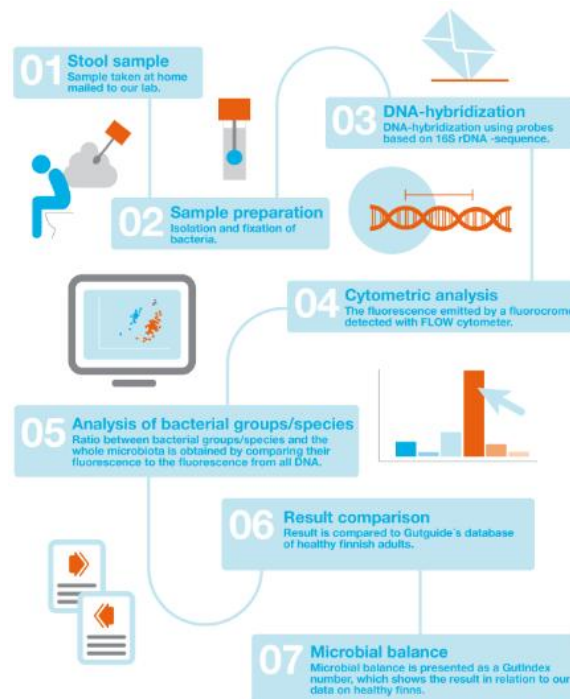 01 Stool sample
Sample taken at home
mailed to our lab.
03 DNA-hybridization
DNA-hybridization using probes
based on 16S rDNA -sequence.
02 Sample preparation
Isolation and fixation of
bacteria.
04 Cytometric analysis
The fluorescence emitted by a fluorocrome
detected with FLOW cytometer.
05 Analysis of bacterial groups/species
Ratio between bacterial groups/species and the
whole microbiota is obtained by comparing their
fluorescence to the fluorescence from all DNA.
06 Result comparison
Result is compared to Gutguide´s database
of healthy finnish adults.
07 Microbial balance
Microbial balance is presented as a GutIndex
number, which shows the result in relation to our
data on healthy finns.